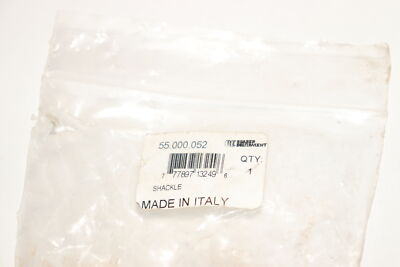 55.000.052
QTY:
1
7 77897 13249 6
SHACKLE
MADE IN ITALY